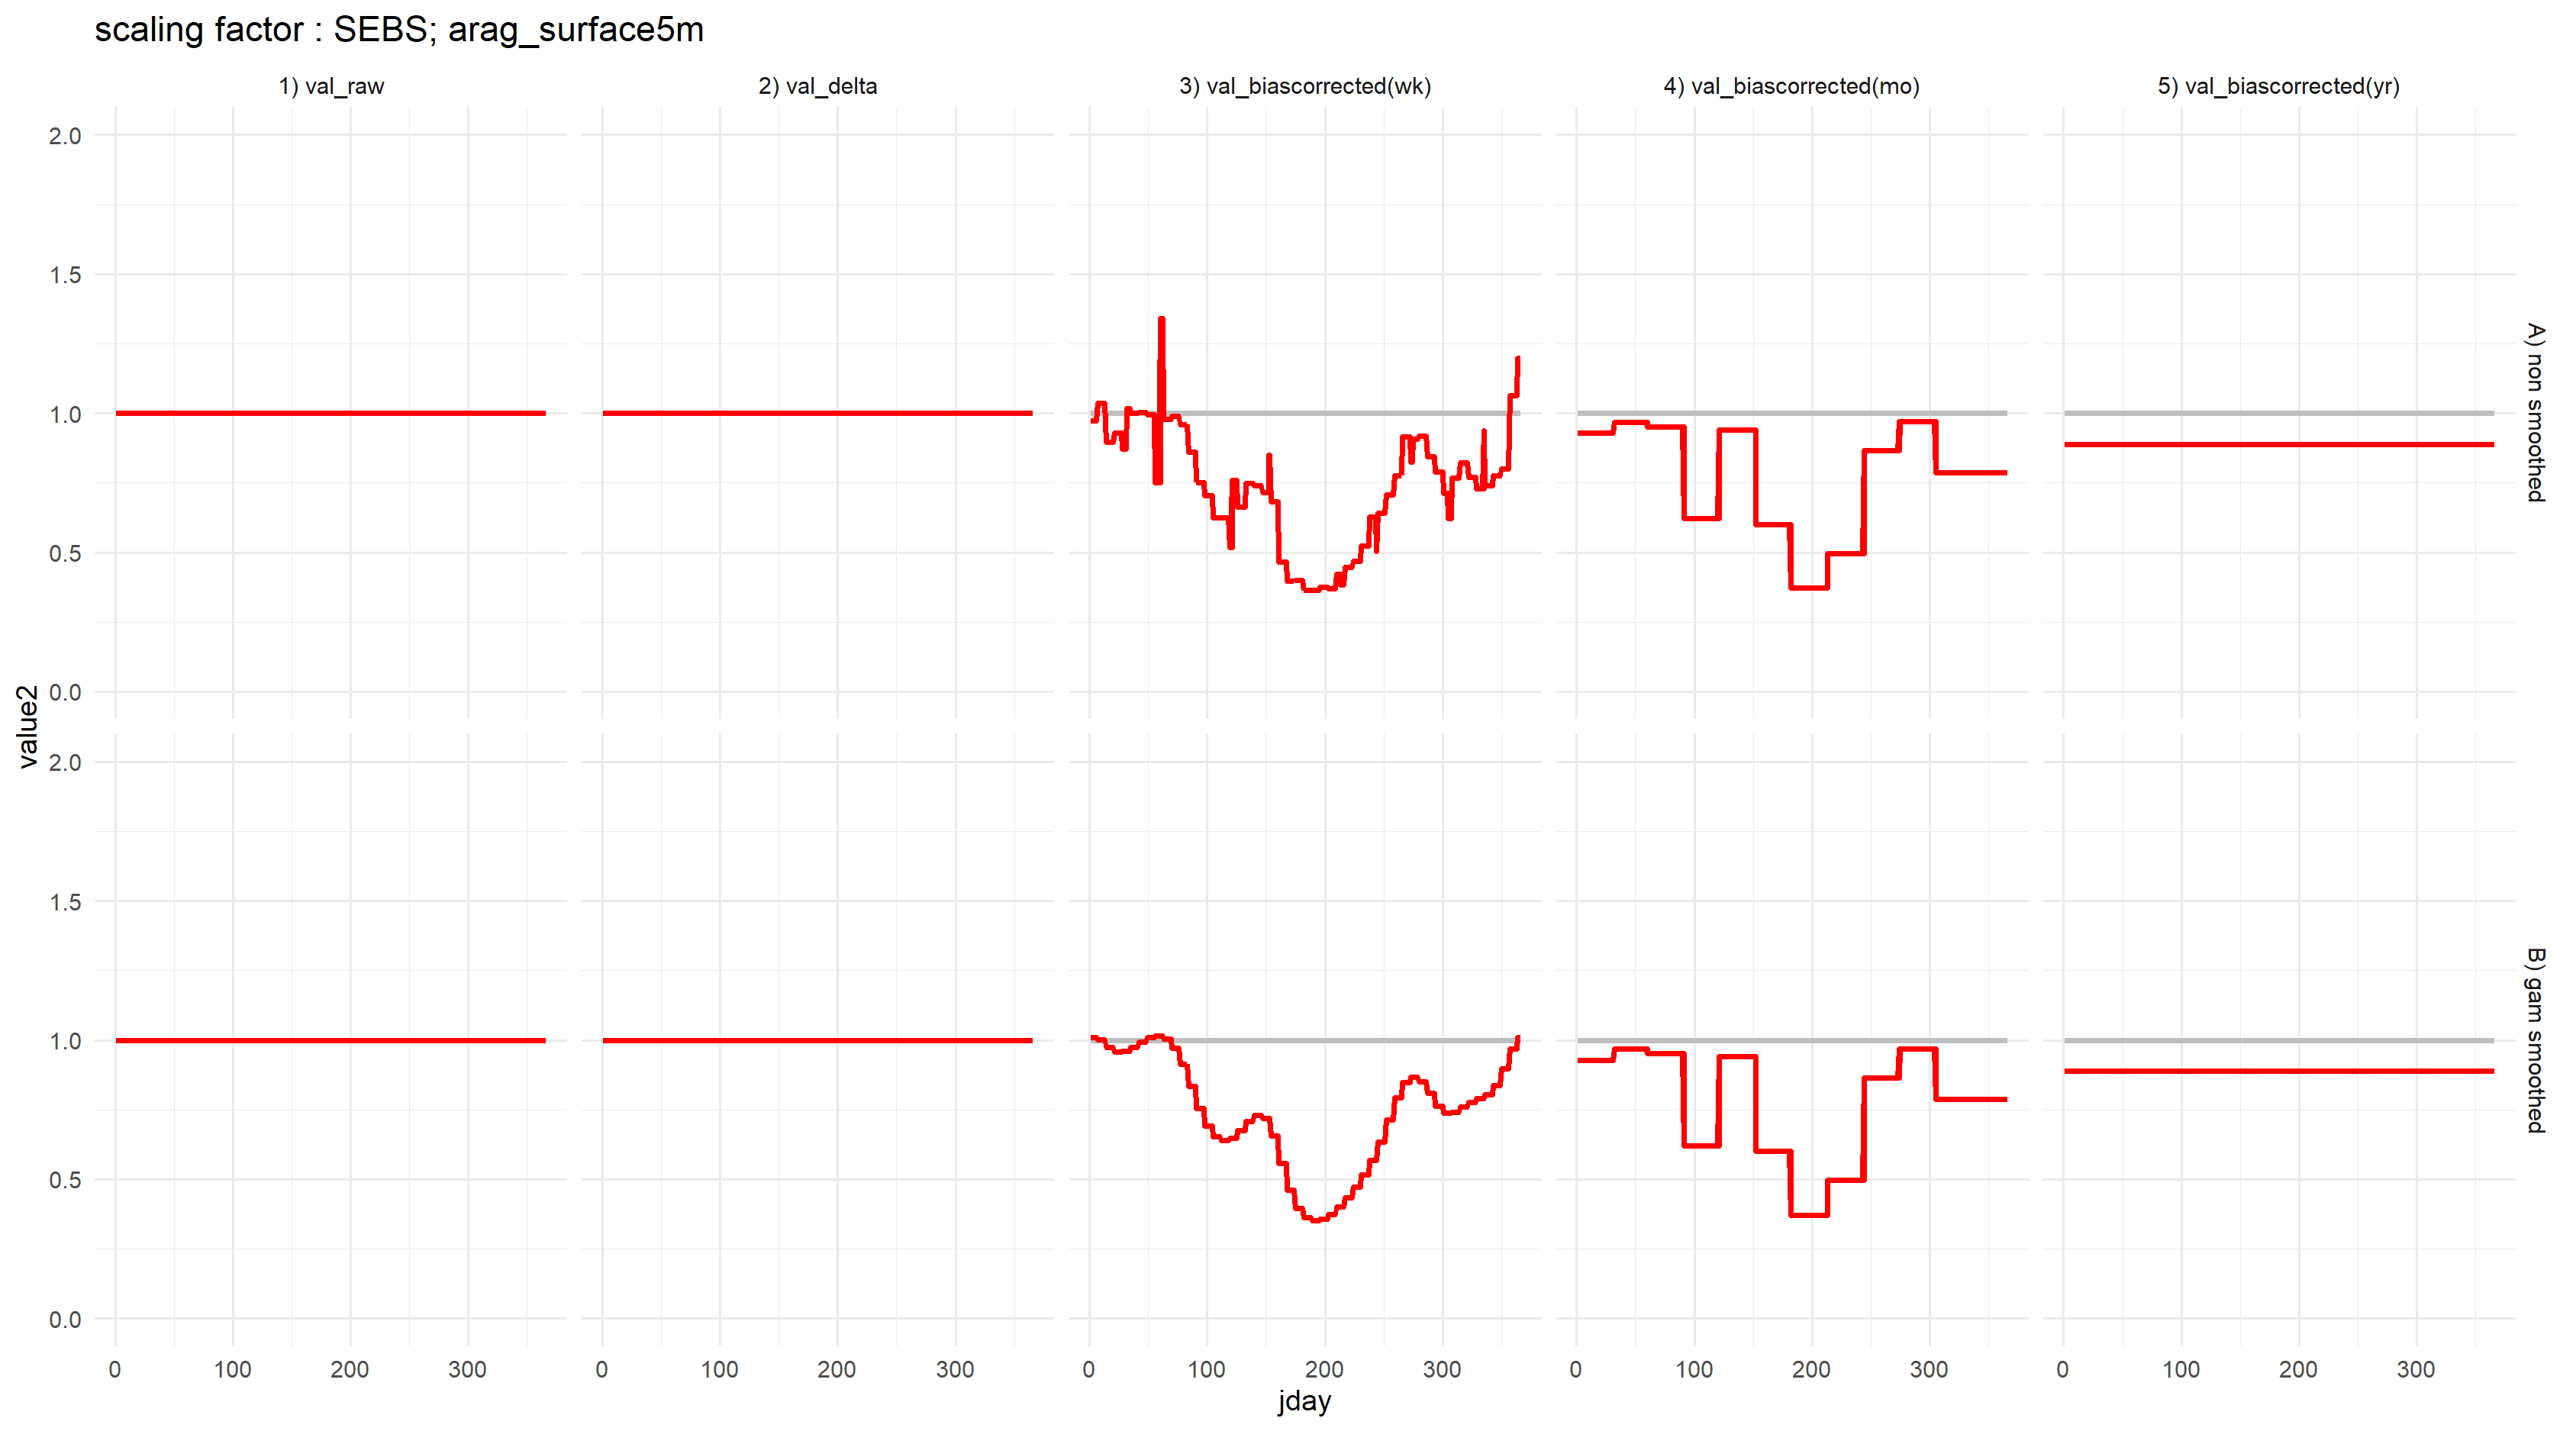 scaling factor : SEBS; arag_surface5m
1) val_raw
2) val_delta
3) val_biascorrected(wk)
4) val_biascorrected(mo)
5) val_biascorrected(yr)
2.0
1.5
1.0
0.5
0.0
A) non smoothed
value2
2.0
1.5
1.0
0.5
0.0
B) gam smoothed
0 100 200 300
0 100 200 300
0 100 200 300
0 100 200 300
0 100 200 300
jday